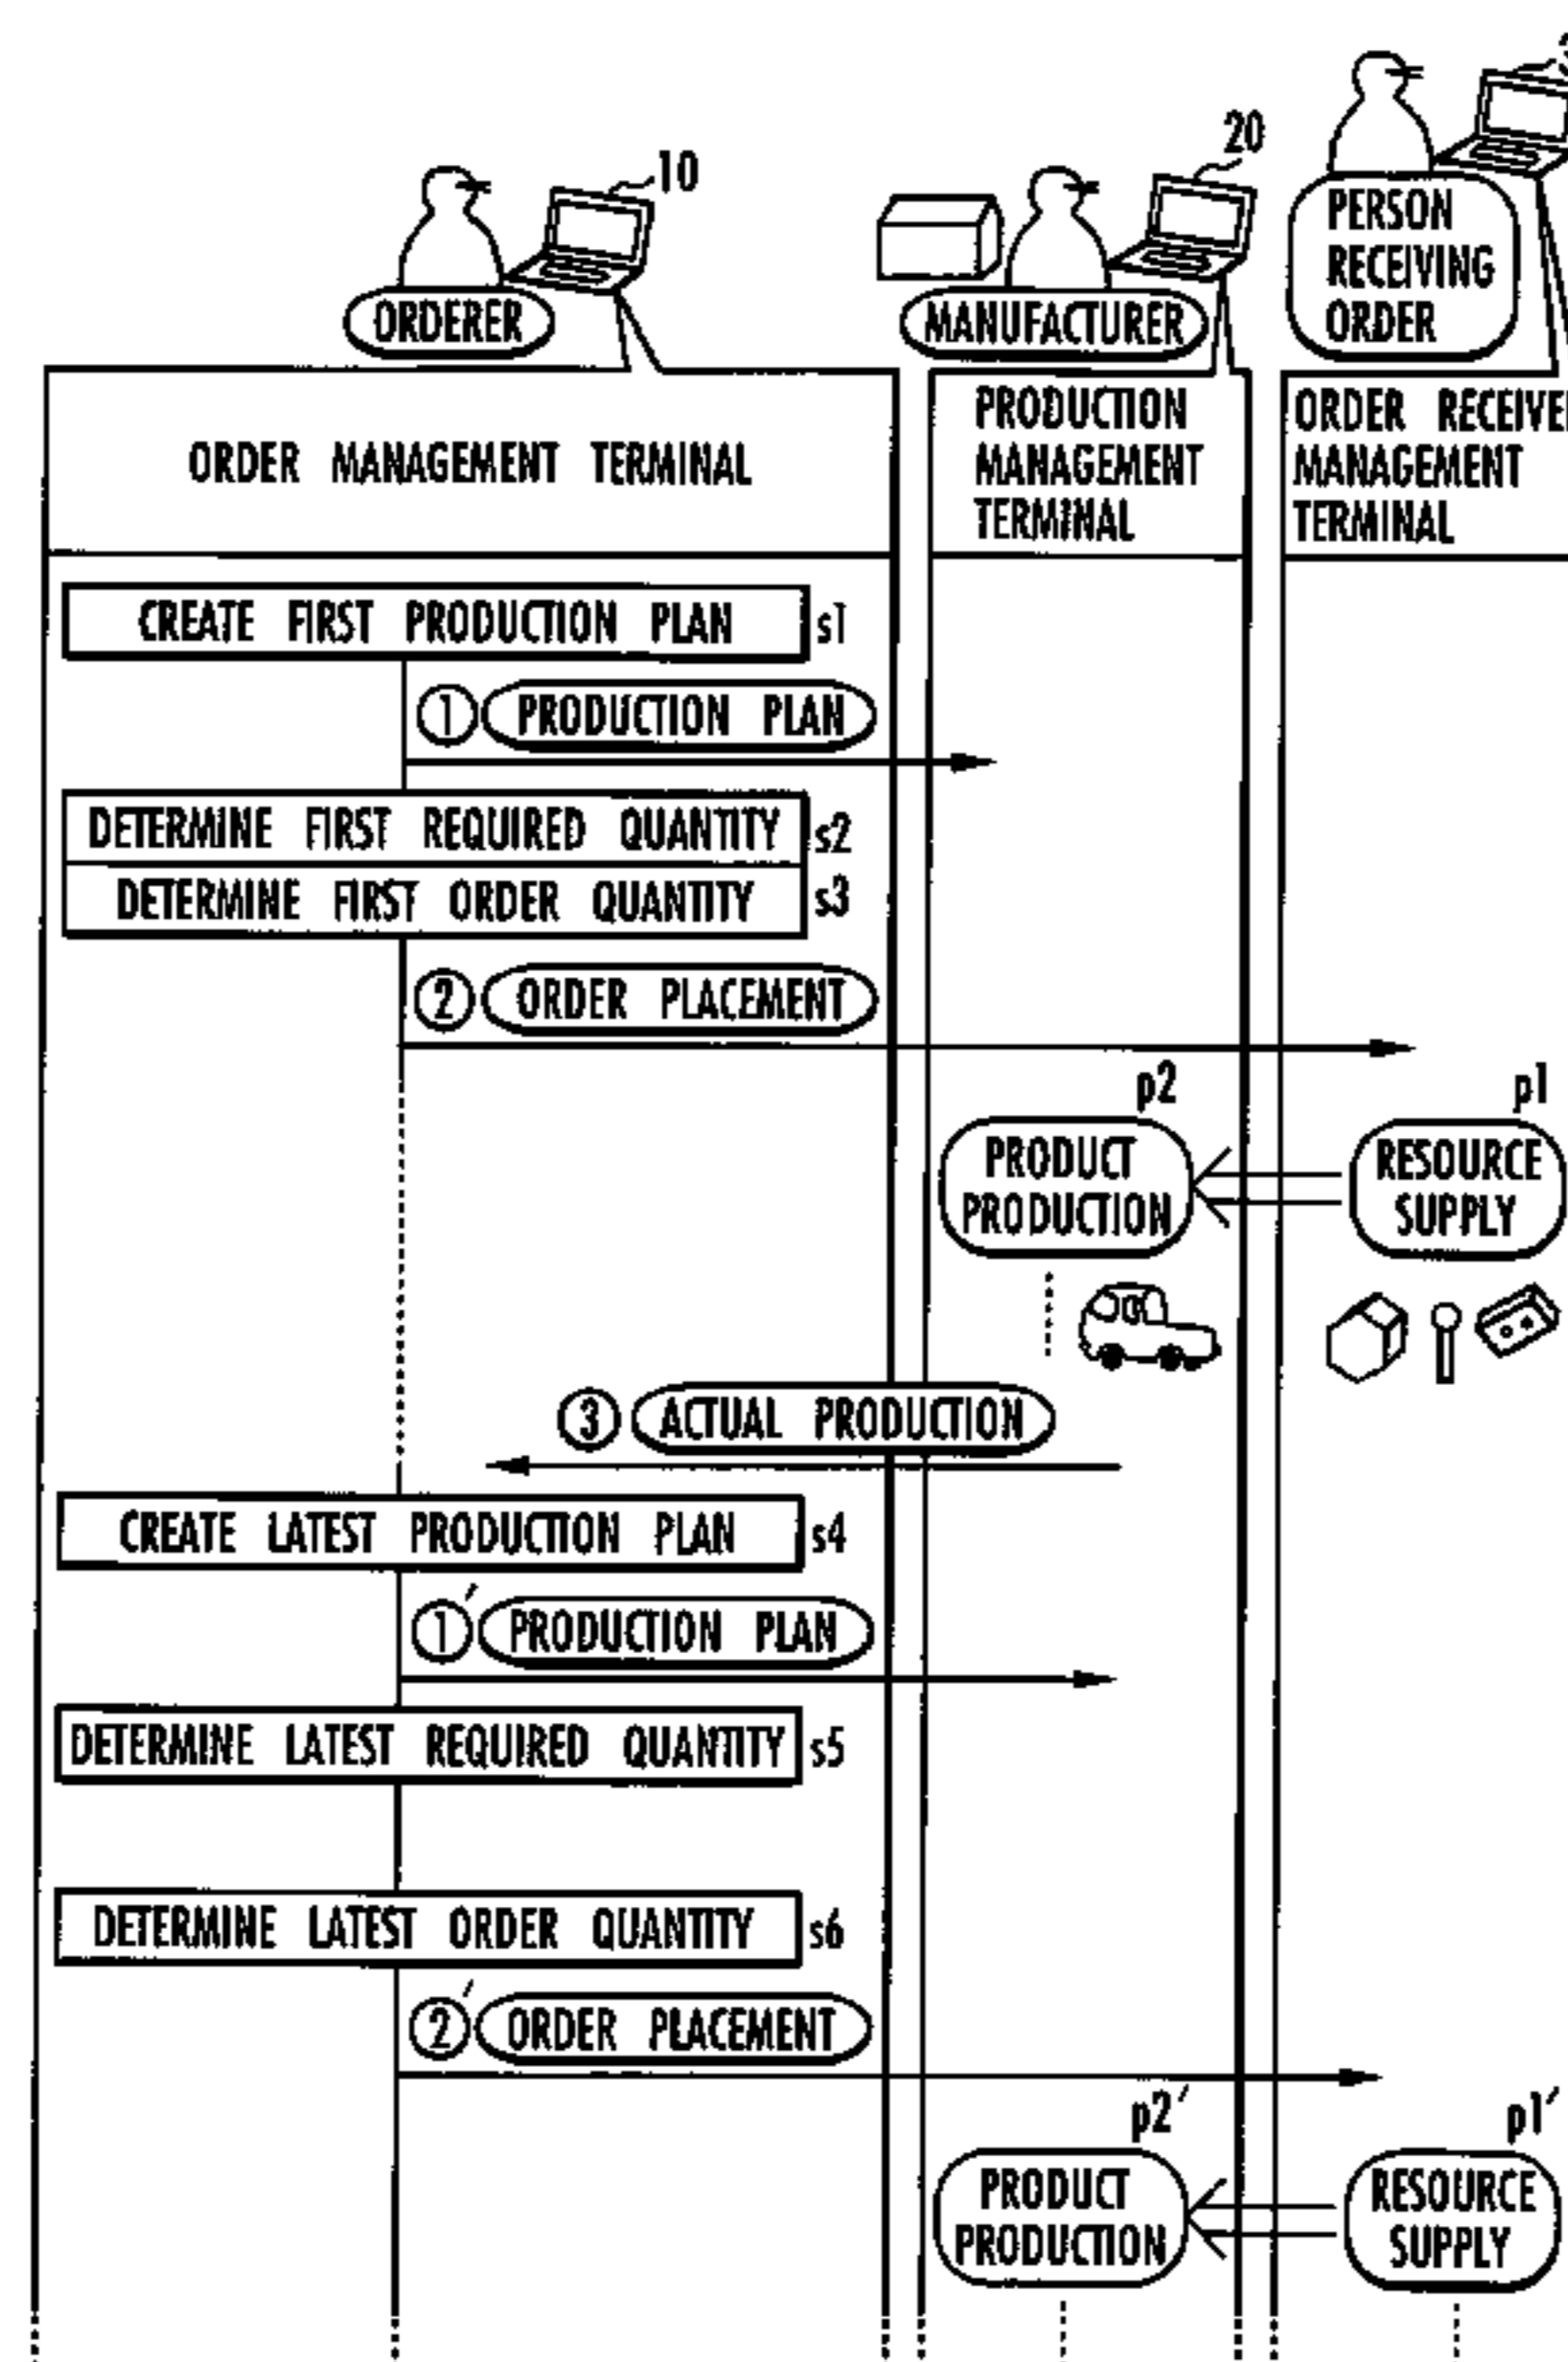 10
20
ORDERER
MANUFACTURER
PERSON
RECEIVING
ORDER
ORDER MANAGEMENT TERMINAL
PRODUCTION
MANAGEMENT
TERMINAL
ORDER
MANAGEMENT
TERMINAL
CREATE FIRST PRODUCTION PLAN s1
1 PRODUCTION PLAN
DETERMINE FIRST REQUIRED QUANTITY s2
DETERMINE FIRST ORDER QUANTITY s3
2 ORDER PLACEMENT
p2
p1
PRODUCT
PRODUCTION
RESOURCE
SUPPLY
3 ACTUAL PRODUCTION
CREATE LATEST PRODUCTION PLAN s4
1′ PRODUCTION PLAN
DETERMINE LATEST REQUIRED QUANTITY s5
DETERMINE LATEST ORDER QUANTITY s6
2′ ORDER PLACEMENT
p2′
p1′
PRODUCT
PRODUCTION
RESOURCE
SUPPLY